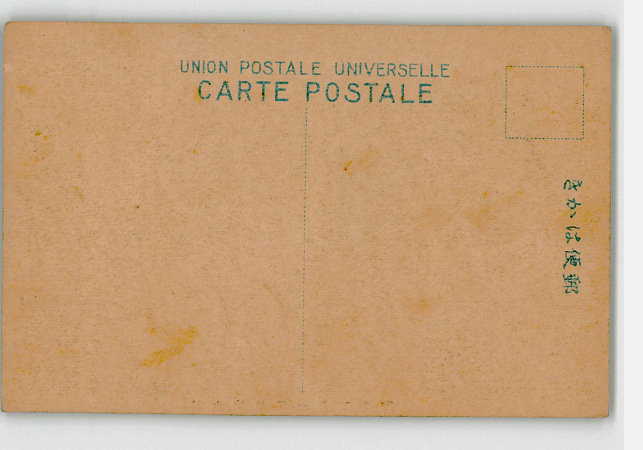 UNION POSTALE UNIVERSELLE
CARTE POSTALE
きかは便郵